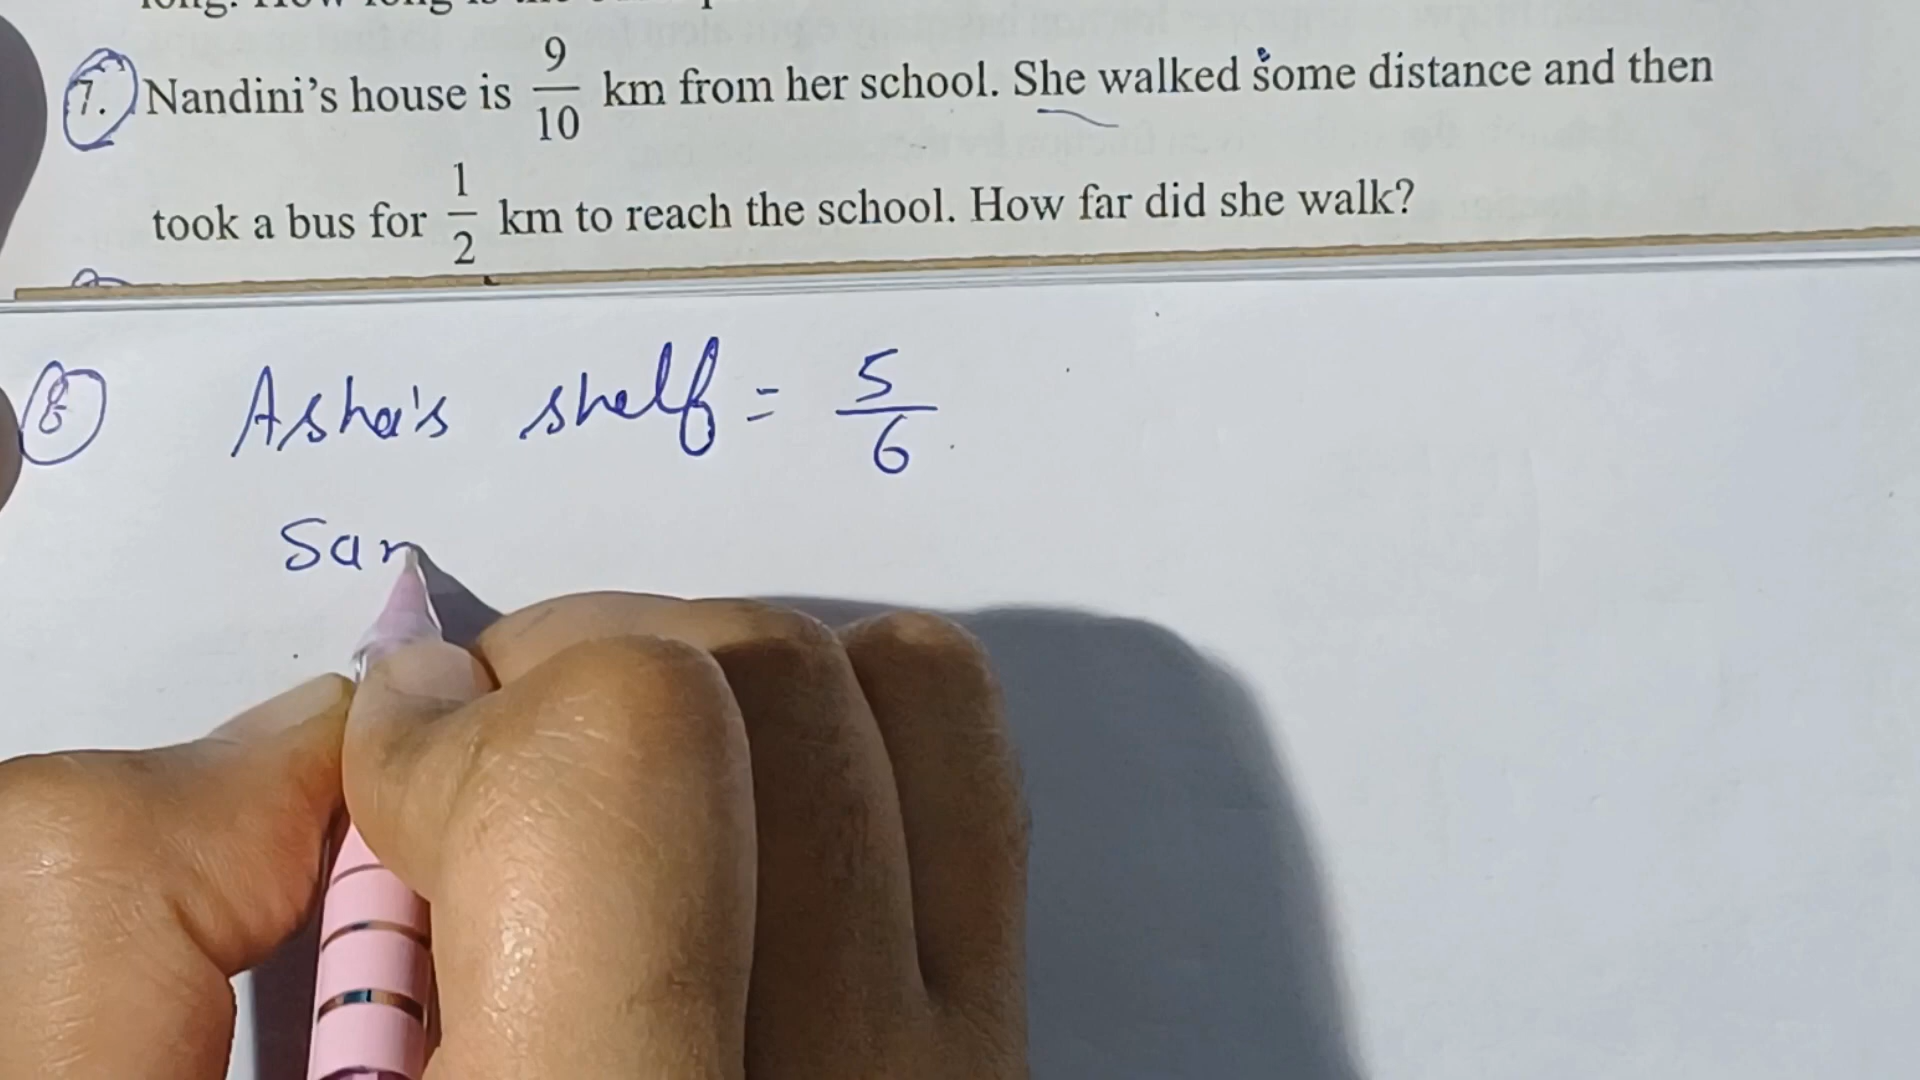 7. Nandini's house is 9/10 km from her school. She walked some distance and then
took a bus for 1/2 km to reach the school. How far did she walk?
8 Asha's shelf = 5/6
San